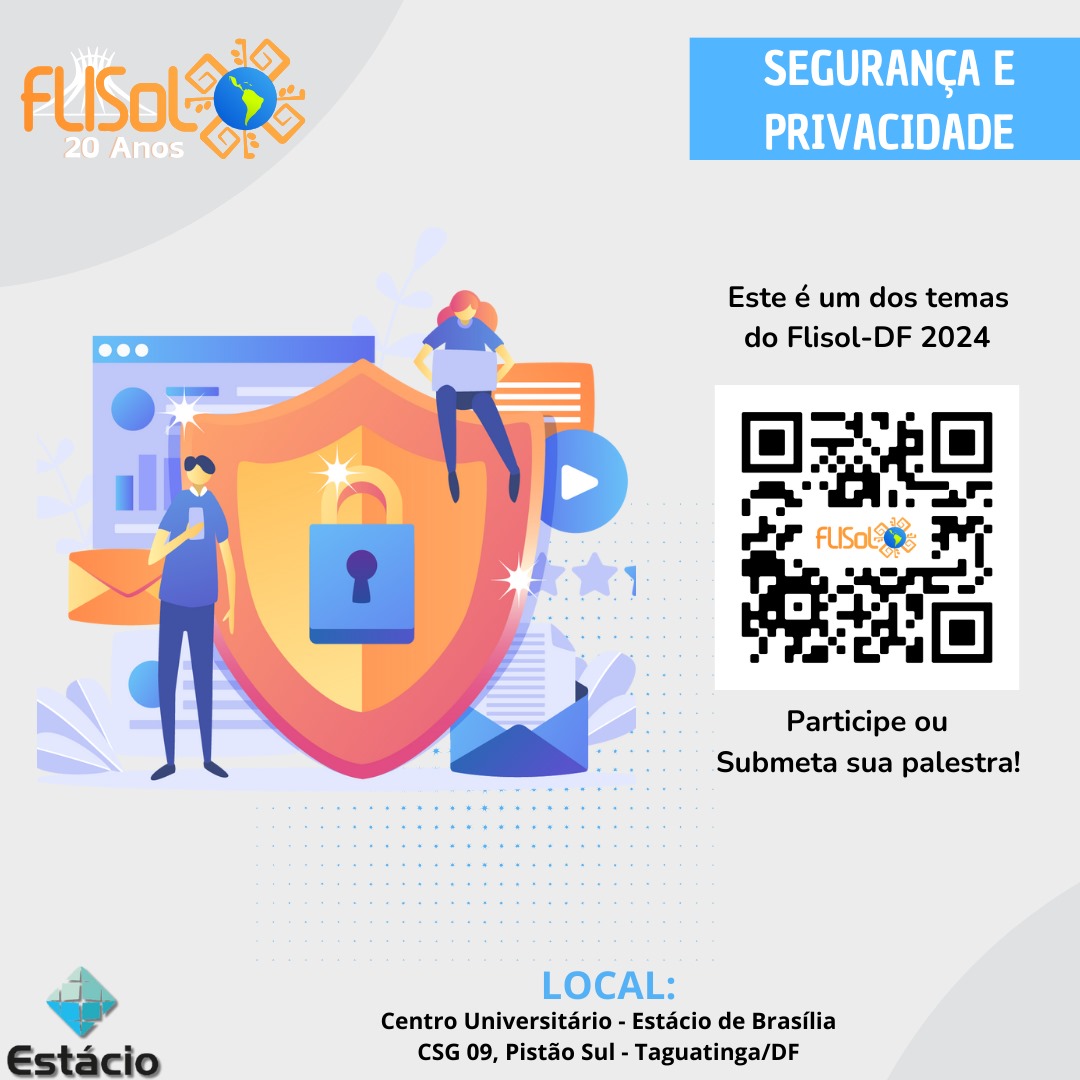 FLISoL
20 Anos
SEGURANÇA E
PRIVACIDADE
Este é um dos temas
do Flisol-DF 2024
FLISoL
Participe ou
Submeta sua palestra!
LOCAL:
Centro Universitário - Estácio de Brasília
CSG 09, Pistão Sul - Taguatinga/DF
Estácio